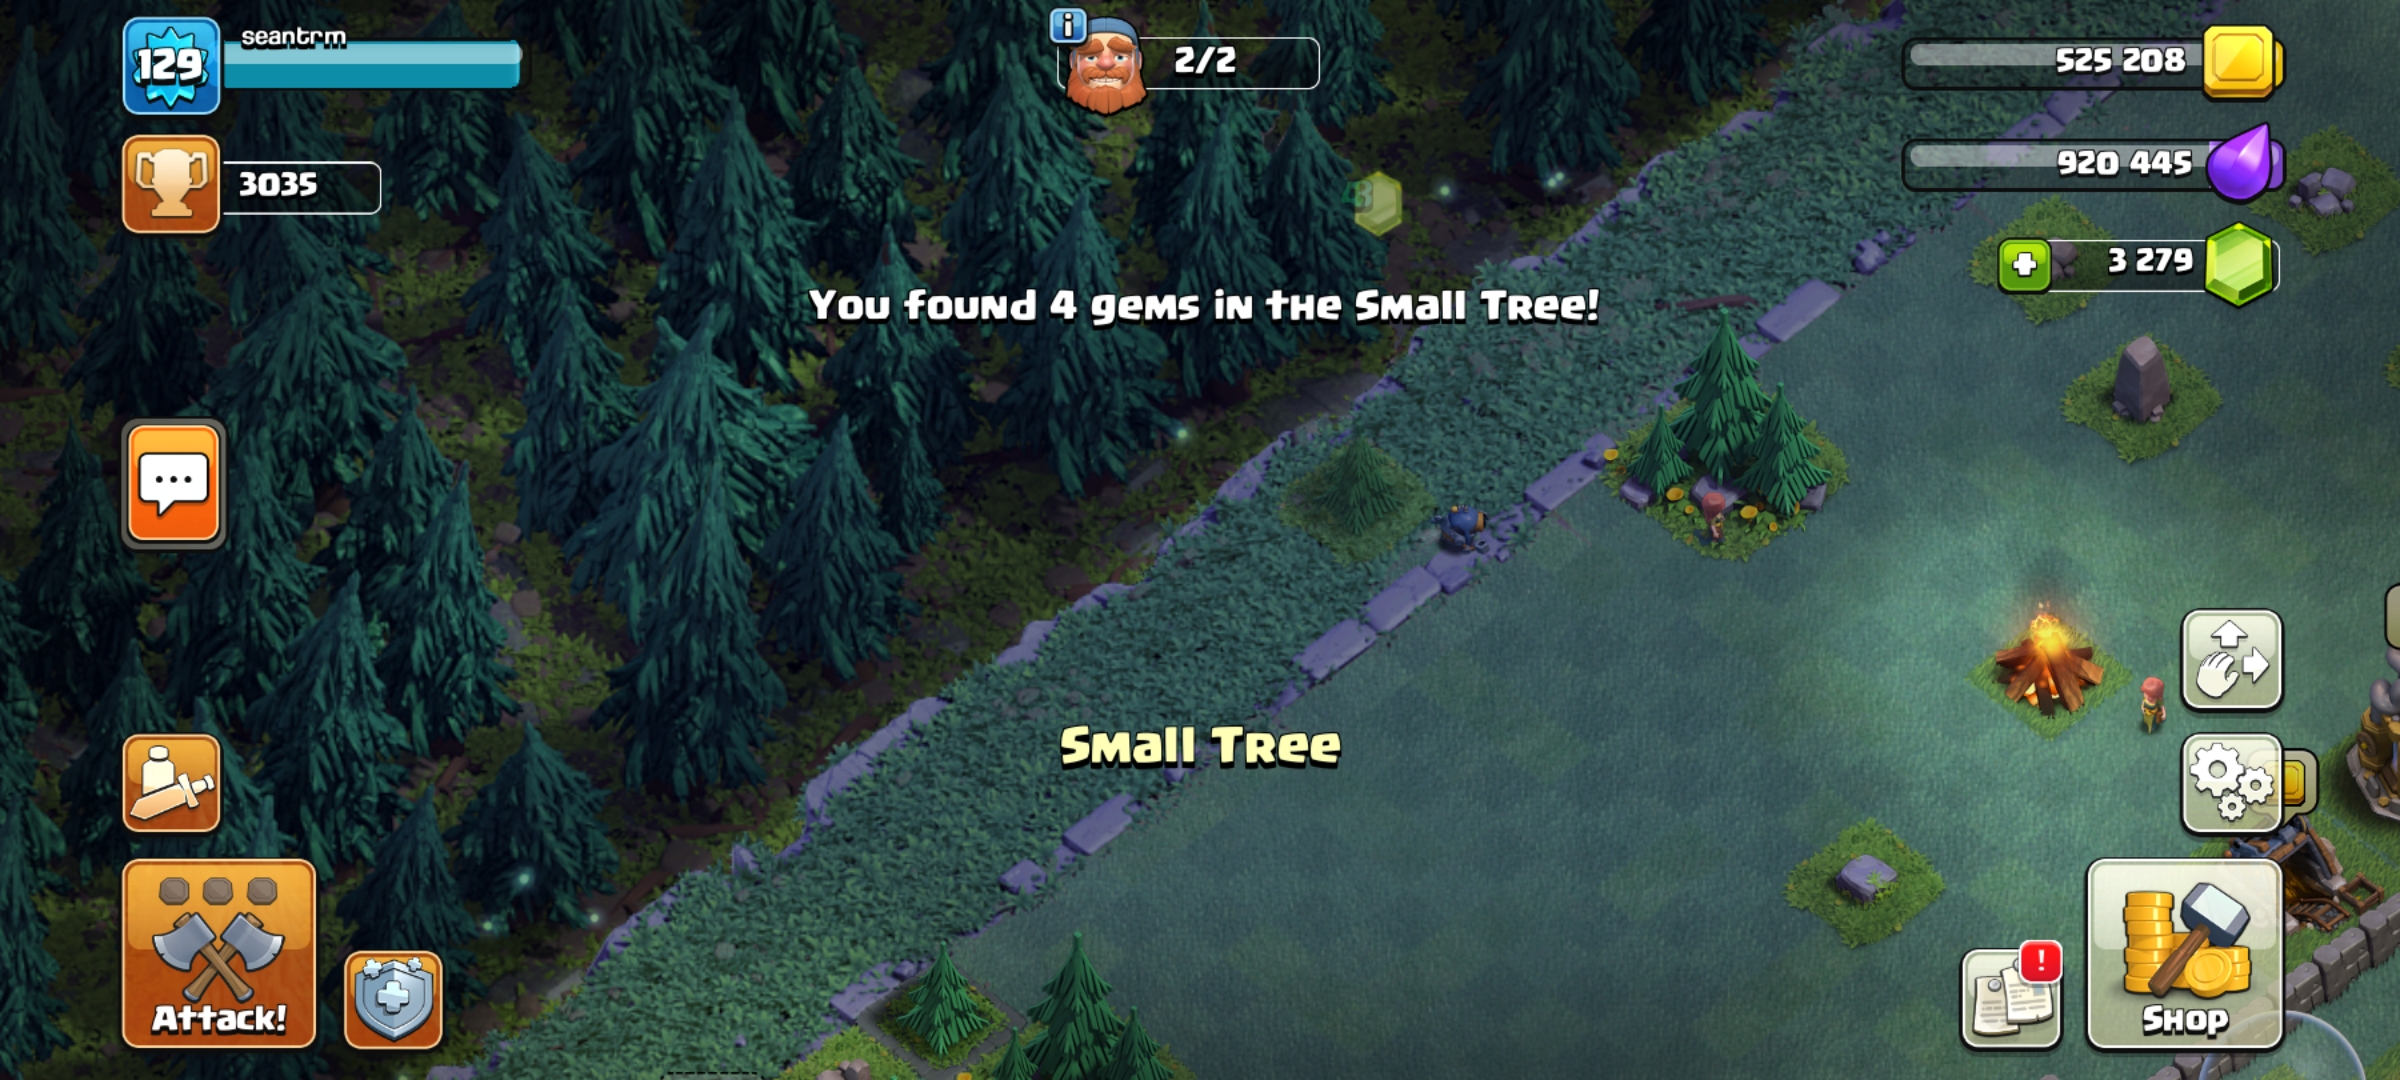 129
seantrm
2/2
525 208
3035
920 445
3 279
You found 4 gems in the Small Tree!
Small Tree
Attack!
Shop